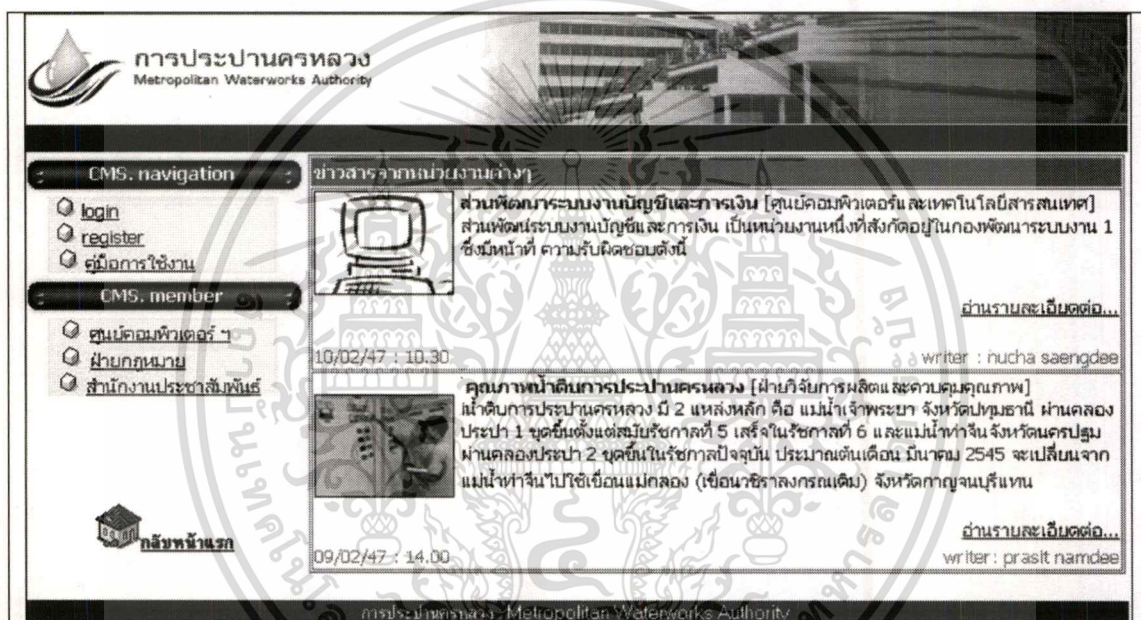 การประปานครหลวง
Metropolitan Waterworks Authority
CMS. navigation
login
register
คู่มือการใช้งาน
CMS. member
ศูนย์คอมพิวเตอร์ ฯ
ฝ่ายกฎหมาย
สำนักงานประชาสัมพันธ์
กลับหน้าแรก
ข่าวสารจากหน่วยงานต่างๆ
ส่วนพัฒนาระบบงานบัญชีและการเงิน [ศูนย์คอมพิวเตอร์และเทคโนโลยีสารสนเทศ]
ส่วนพัฒน์ระบบงานบัญชีและการเงิน เป็นหน่วยงานหนึ่งที่สังกัดอยู่ในกองพัฒนาระบบงาน 1
ซึ่งมีหน้าที่ ความรับผิดชอบดังนี้
อ่านรายละเอียดต่อ...
10/02/47 : 10.30
writer : nucha saengdee
คุณภาพน้ำดิบการประปานครหลวง [ฝ่ายวิจัยการผลิตและควบคุมคุณภาพ]
น้ำดิบการประปานครหลวง มี 2 แหล่งหลัก คือ แม่น้ำเจ้าพระยา จังหวัดปทุมธานี ผ่านคลอง
ประปา 1 ขุดขึ้นตั้งแต่สมัยรัชกาลที่ 5 เสร็จในรัชกาลที่ 6 และแม่น้ำท่าจีนจังหวัดนครปฐม
ผ่านคลองประปา 2 ขุดขึ้นในรัชกาลปัจจุบัน ประมาณต้นเดือน มีนาคม 2545 จะเปลี่ยนจาก
แม่น้ำท่าจีนไปใช้เขื่อนแม่กลอง (เขื่อนวชิราลงกรณเดิม) จังหวัดกาญจนบุรีแทน
อ่านรายละเอียดต่อ...
09/02/47 : 14.00
writer : prasit namdee
การประปานครหลวง : Metropolitan Waterworks Authority